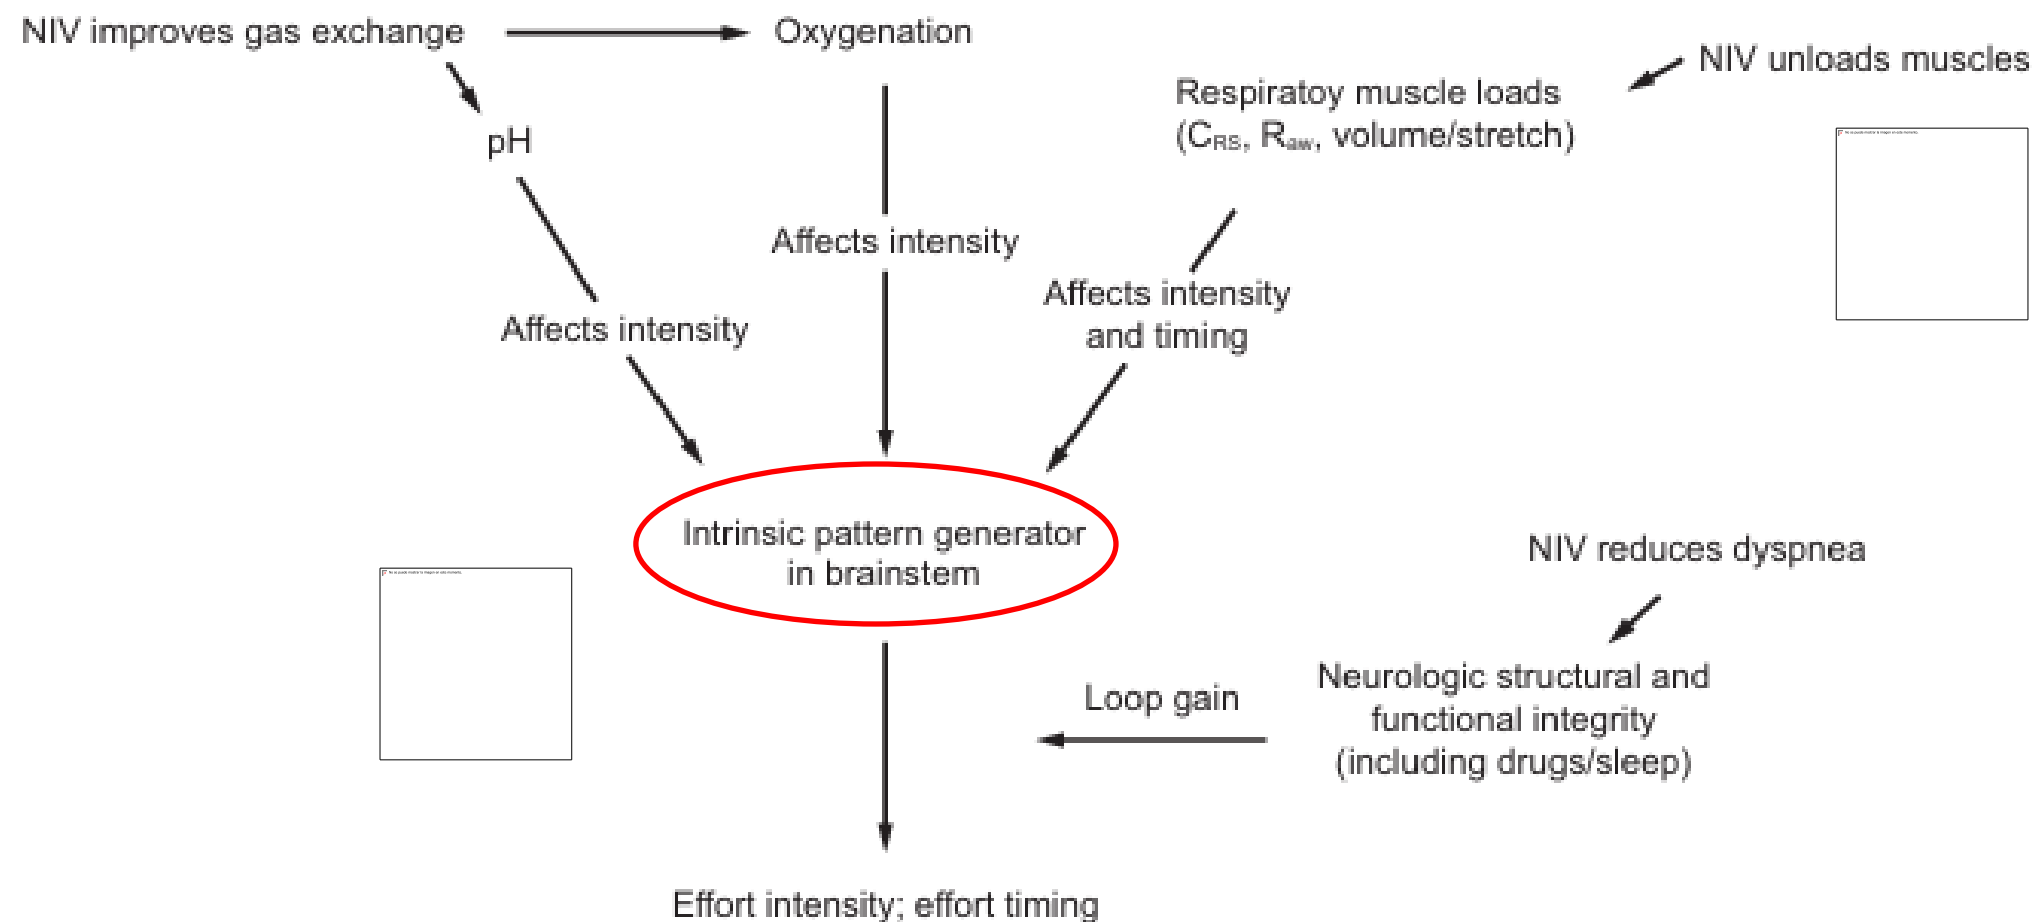 NIV improves gas exchange
Oxygenation
NIV unloads muscles
Respiratoy muscle loads
(CRS, Raw, volume/stretch)
pH
Affects intensity
Affects intensity
and timing
Affects intensity
Intrinsic pattern generator
in brainstem
NIV reduces dyspnea
Neurologic structural and
functional integrity
(including drugs/sleep)
Loop gain
Effort intensity; effort timing